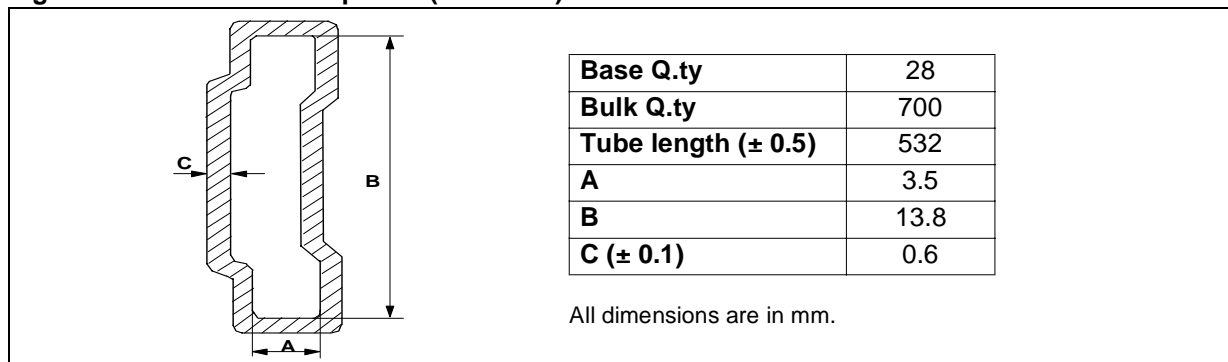 C
B
A
Base Q.ty 28
Bulk Q.ty 700
Tube length (± 0.5) 532
A 3.5
B 13.8
C (± 0.1) 0.6
All dimensions are in mm.